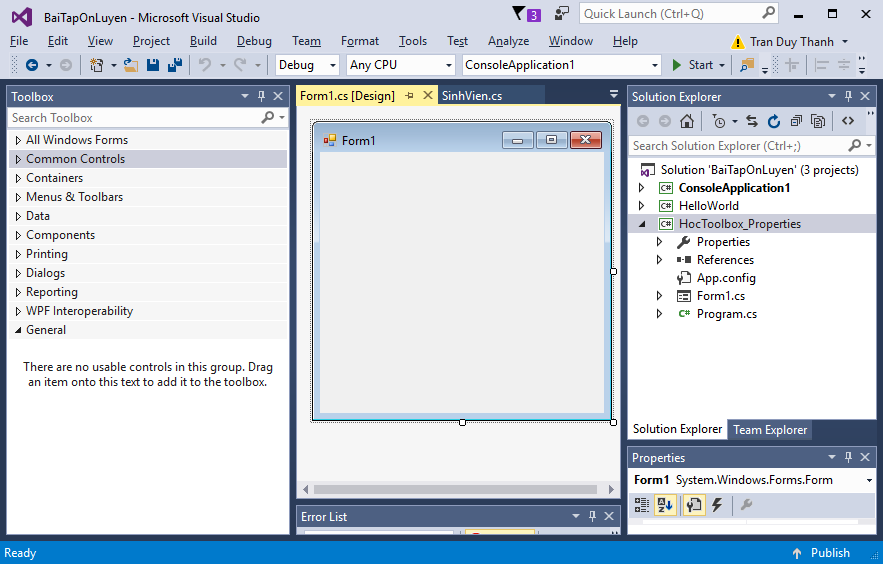 BaiTapOnLuyen - Microsoft Visual Studio
3
Quick Launch (Ctrl+Q)
File Edit View Project Build Debug Team Format Tools Test Analyze Window Help
Tran Duy Thanh
Debug Any CPU ConsoleApplication1 Start
Toolbox
Search Toolbox
All Windows Forms
Common Controls
Containers
Menus & Toolbars
Data
Components
Printing
Dialogs
Reporting
WPF Interoperability
General
There are no usable controls in this group. Drag
an item onto this text to add it to the toolbox.
Form1.cs [Design] SinhVien.cs
Form1
Error List
Solution Explorer
Search Solution Explorer (Ctrl+;)
Solution 'BaiTapOnLuyen' (3 projects)
C# ConsoleApplication1
C# HelloWorld
C# HocToolbox_Properties
Properties
References
App.config
Form1.cs
C# Program.cs
Solution Explorer Team Explorer
Properties
Form1 System.Windows.Forms.Form
Ready
Publish